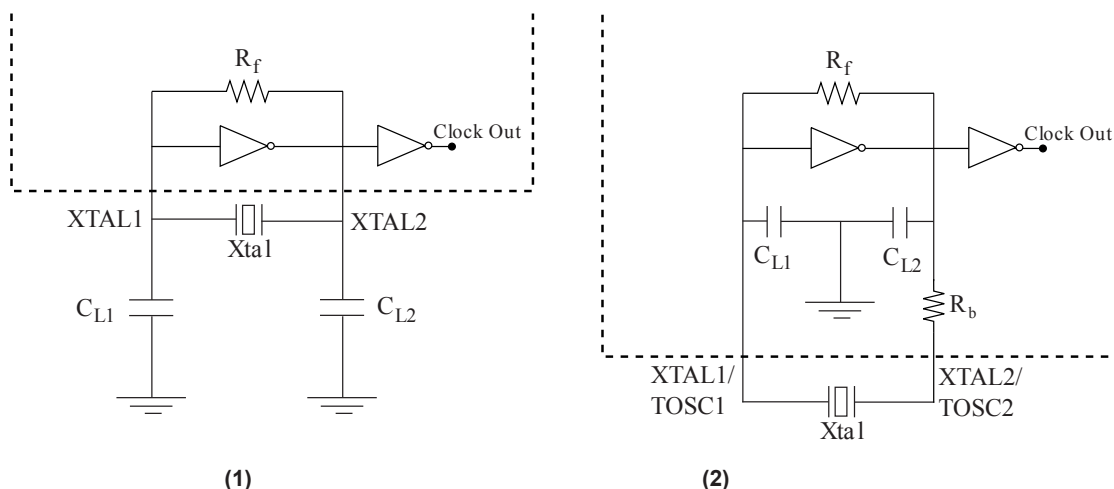 R_f
Clock Out
XTAL1
XTAL2
Xtal
C_L1
C_L2
(1)
R_f
Clock Out
C_L1
C_L2
R_b
XTAL1/
TOSC1
XTAL2/
TOSC2
Xtal
(2)